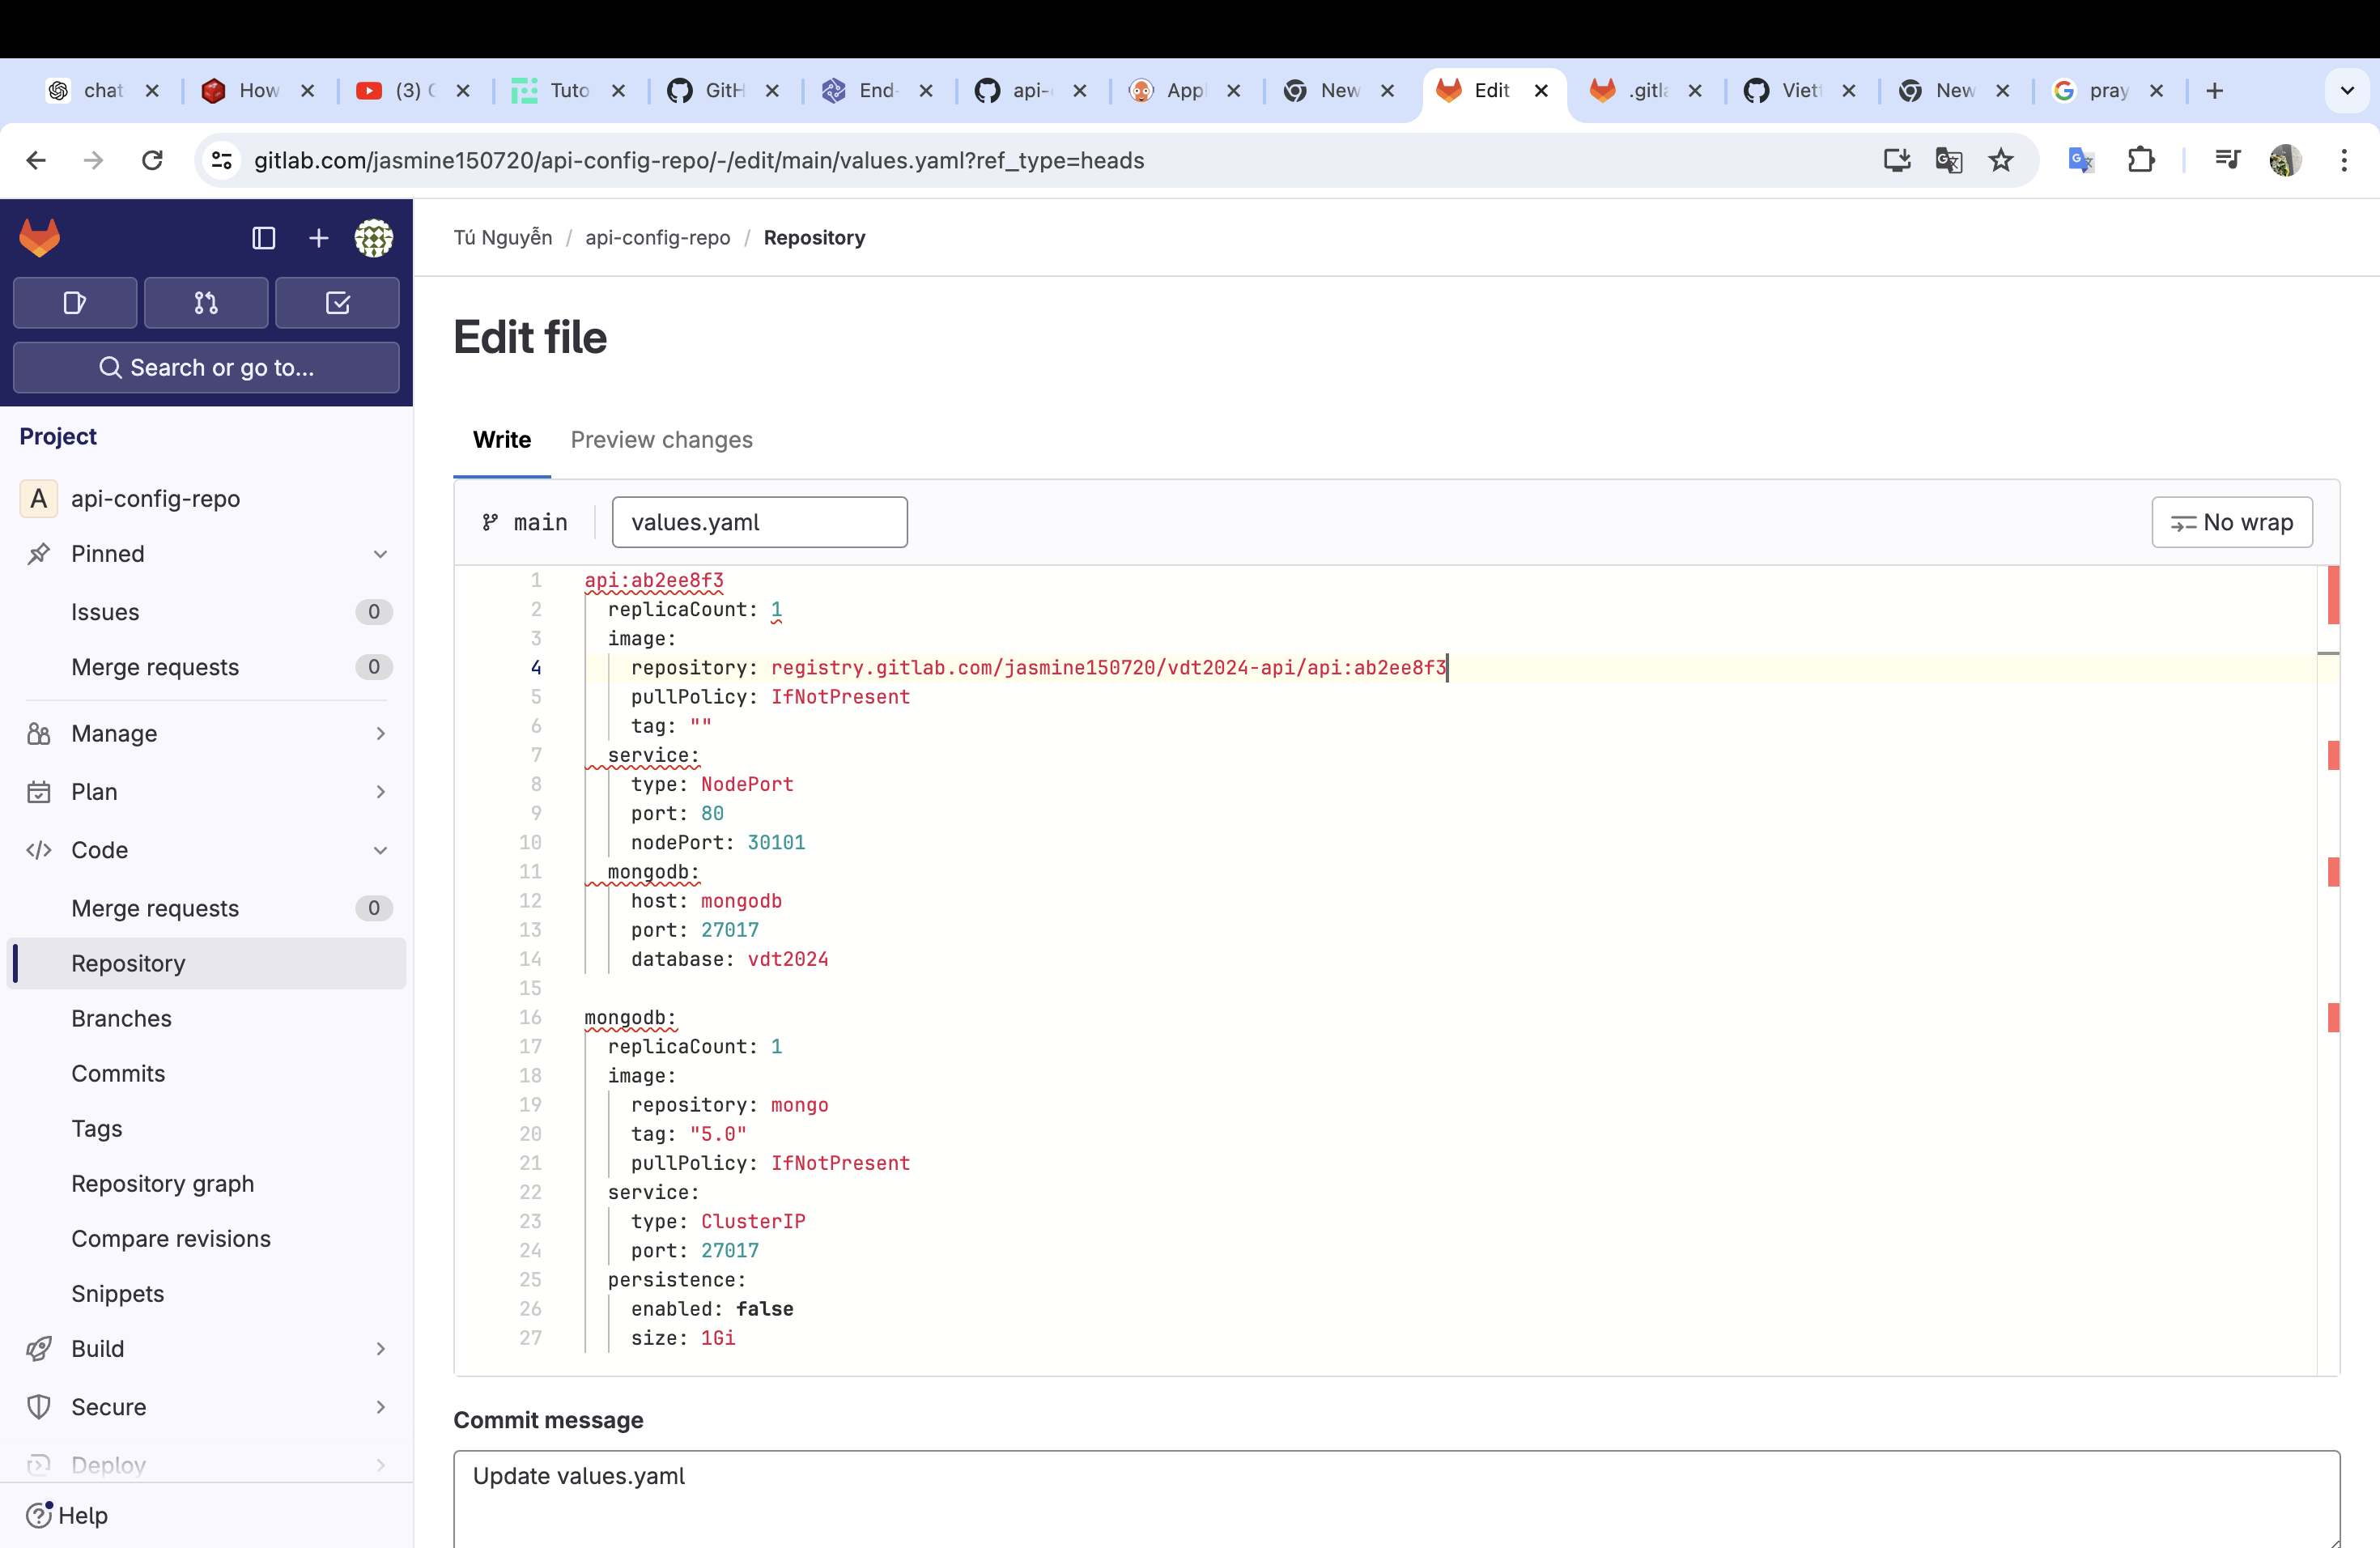 chat
How
(3) C
Tuto
GitH
End-
api-
Appl
New
Edit
.gitla
Viett
New
pray
gitlab.com/jasmine150720/api-config-repo/-/edit/main/values.yaml?ref_type=heads
Tú Nguyễn / api-config-repo / Repository
Search or go to...
Project
A api-config-repo
Pinned
Issues 0
Merge requests 0
Manage
Plan
Code
Merge requests 0
Repository
Branches
Commits
Tags
Repository graph
Compare revisions
Snippets
Build
Secure
Deploy
Help
Edit file
Write Preview changes
main values.yaml No wrap
1 api:ab2ee8f3
2 replicaCount: 1
3 image:
4 repository: registry.gitlab.com/jasmine150720/vdt2024-api/api:ab2ee8f3
5 pullPolicy: IfNotPresent
6 tag: ""
7 service:
8 type: NodePort
9 port: 80
10 nodePort: 30101
11 mongodb:
12 host: mongodb
13 port: 27017
14 database: vdt2024
15
16 mongodb:
17 replicaCount: 1
18 image:
19 repository: mongo
20 tag: "5.0"
21 pullPolicy: IfNotPresent
22 service:
23 type: ClusterIP
24 port: 27017
25 persistence:
26 enabled: false
27 size: 1Gi
Commit message
Update values.yaml